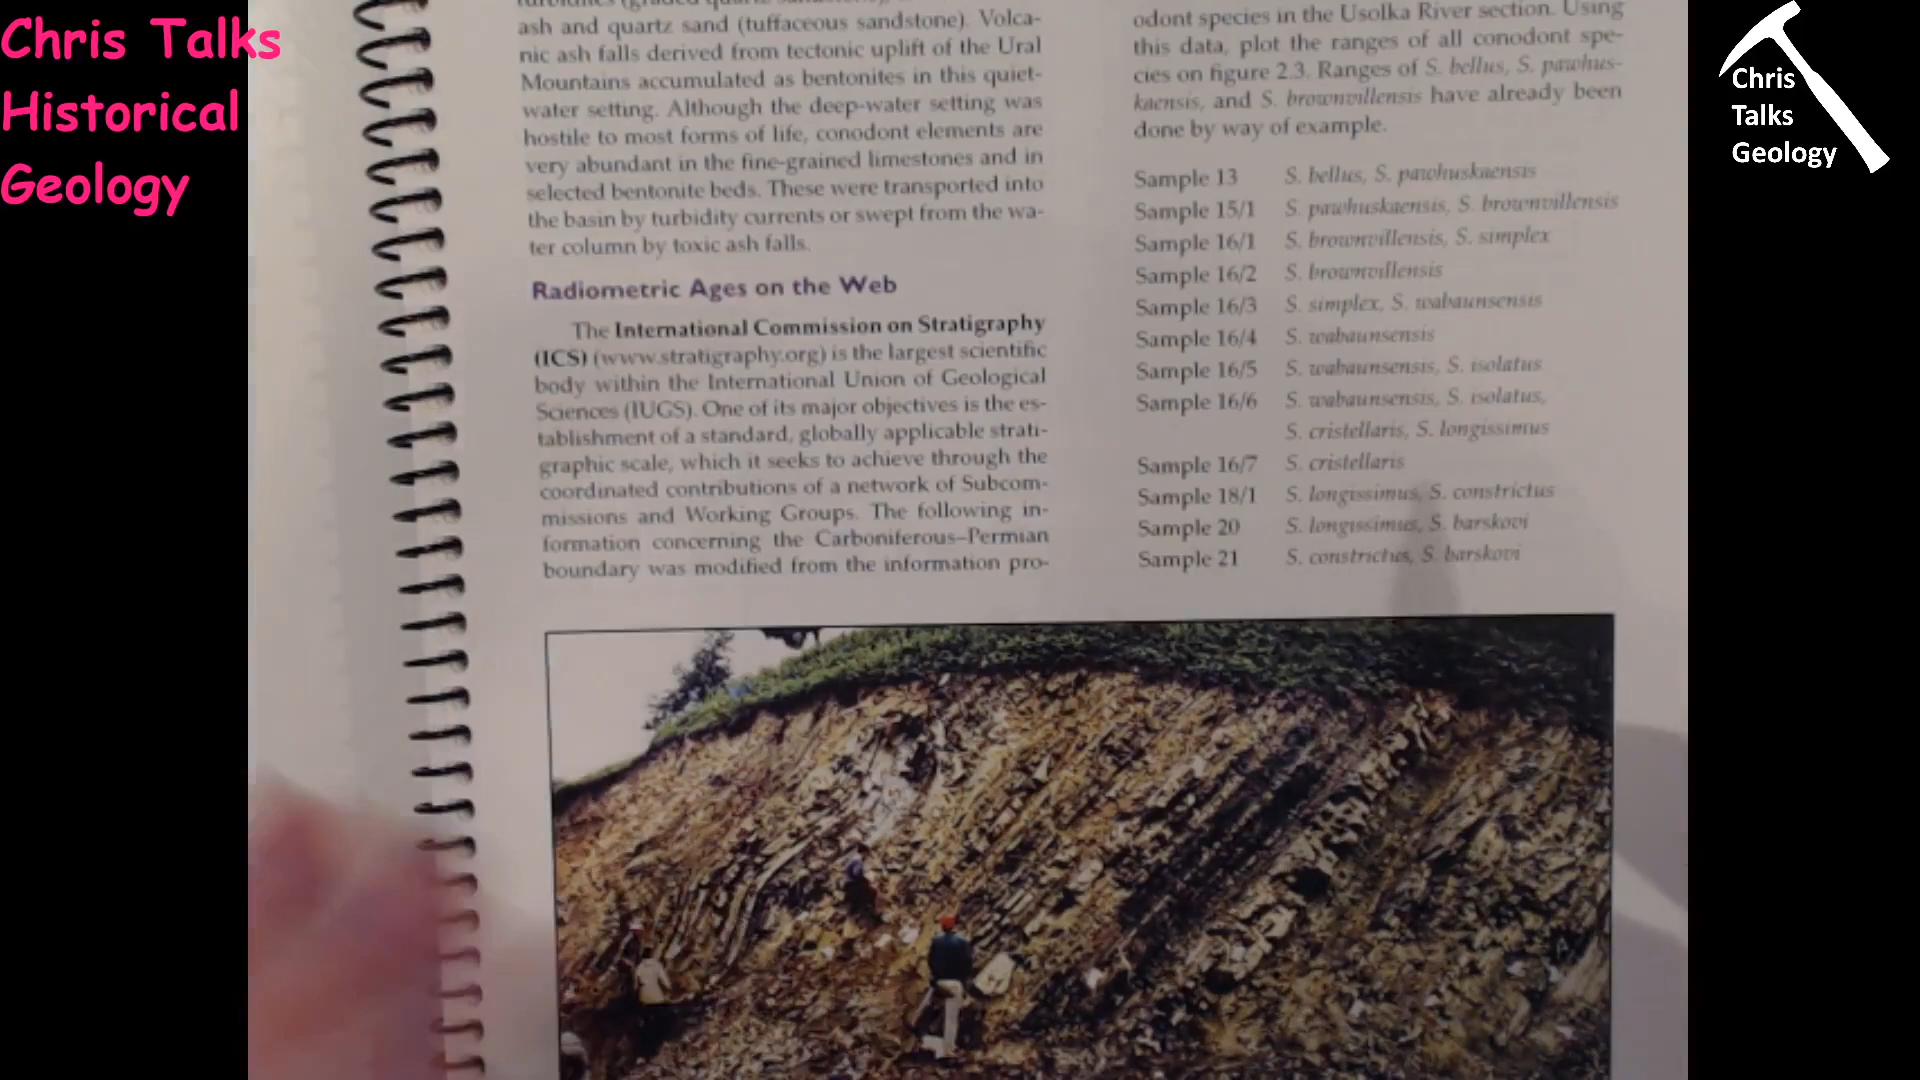 Chris Talks
Historical
Geology
ash and quartz sand (tuffaceous sandstone). Volca-
nic ash falls derived from tectonic uplift of the Ural
Mountains accumulated as bentonites in this quiet-
water setting. Although the deep-water setting was
hostile to most forms of life, conodont elements are
very abundant in the fine-grained limestones and in
selected bentonite beds. These were transported into
the basin by turbidity currents or swept from the wa-
ter column by toxic ash falls.
Radiometric Ages on the Web
The International Commission on Stratigraphy
(ICS) (www.stratigraphy.org) is the largest scientific
body within the International Union of Geological
Sciences (IUGS). One of its major objectives is the es-
tablishment of a standard, globally applicable strati-
graphic scale, which it seeks to achieve through the
coordinated contributions of a network of Subcom-
missions and Working Groups. The following in-
formation concerning the Carboniferous–Permian
boundary was modified from the information pro-
odont species in the Usolka River section. Using
this data, plot the ranges of all conodont spe-
cies on figure 2.3. Ranges of S. bellus, S. pawhus-
kaensis, and S. brownvillensis have already been
done by way of example.
Sample 13 S. bellus, S. pawhuskaensis
Sample 15/1 S. pawhuskaensis, S. brownvillensis
Sample 16/1 S. brownvillensis, S. simplex
Sample 16/2 S. brownvillensis
Sample 16/3 S. simplex, S. wabaunsensis
Sample 16/4 S. wabaunsensis
Sample 16/5 S. wabaunsensis, S. isolatus
Sample 16/6 S. wabaunsensis, S. isolatus,
S. cristellaris, S. longissimus
Sample 16/7 S. cristellaris
Sample 18/1 S. longissimus, S. constrictus
Sample 20 S. longissimus, S. barskovi
Sample 21 S. constrictus, S. barskovi
Chris
Talks
Geology